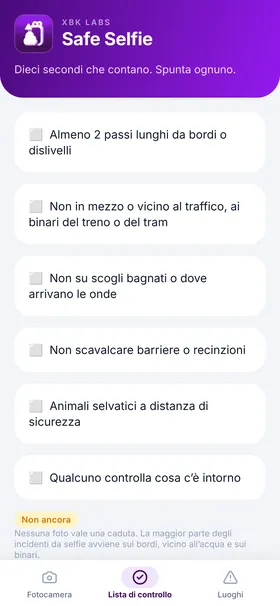 XBK LABS
Safe Selfie
Dieci secondi che contano. Spunta ognuno.
Almeno 2 passi lunghi da bordi o
dislivelli
Non in mezzo o vicino al traffico, ai
binari del treno o del tram
Non su scogli bagnati o dove
arrivano le onde
Non scavalcare barriere o recinzioni
Animali selvatici a distanza di
sicurezza
Qualcuno controlla cosa c'è intorno
Non ancora
Nessuna foto vale una caduta. La maggior parte degli
incidenti da selfie avviene sui bordi, vicino all'acqua e sui
binari.
Fotocamera
Lista di controllo
Luoghi